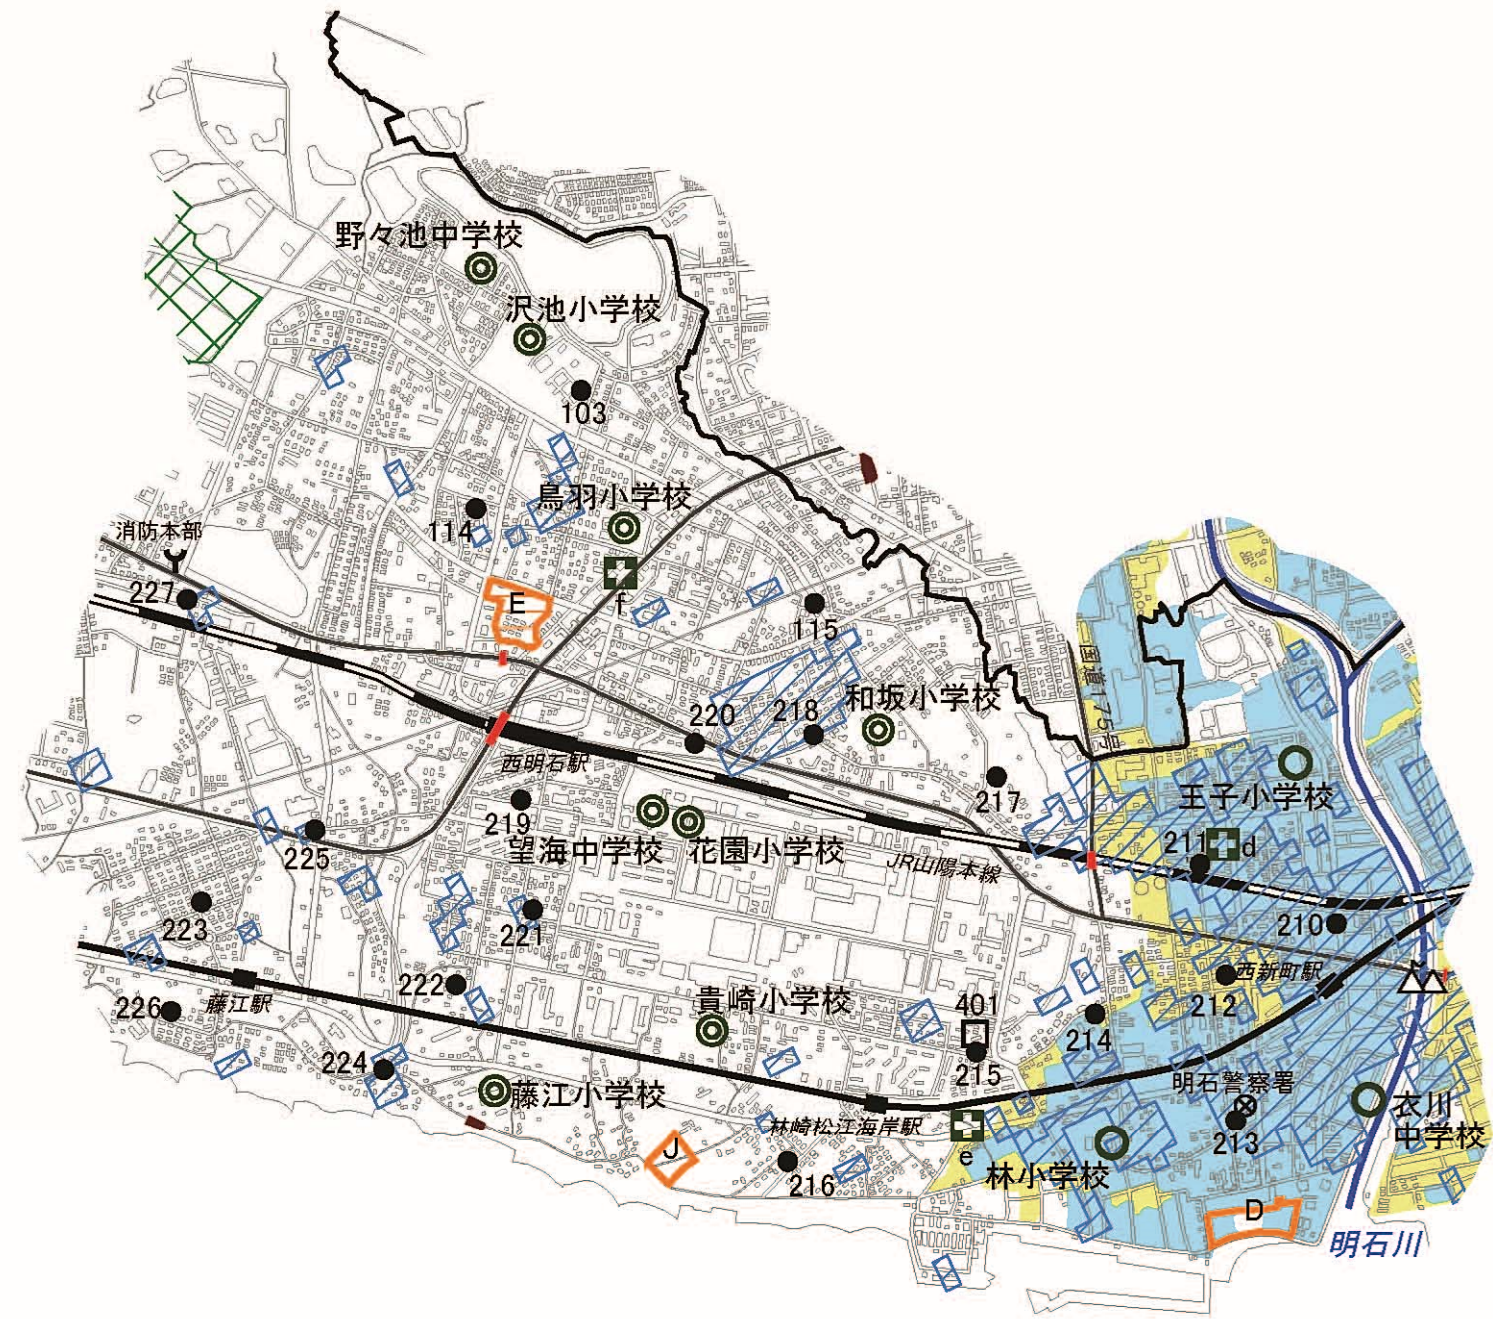 野々池中学校
沢池小学校
103
鳥羽小学校
114
消防本部
227
E
f
115
国道175号
和坂小学校
220
218
西明石駅
217
王子小学校
219
望海中学校
花園小学校
225
JR山陽本線
211
d
223
221
210
222
西新町駅
212
藤江駅
226
貴崎小学校
401
214
224
215
明石警察署
藤江小学校
林崎松江海岸駅
213
衣川
中学校
J
e
林小学校
216
D
明石川